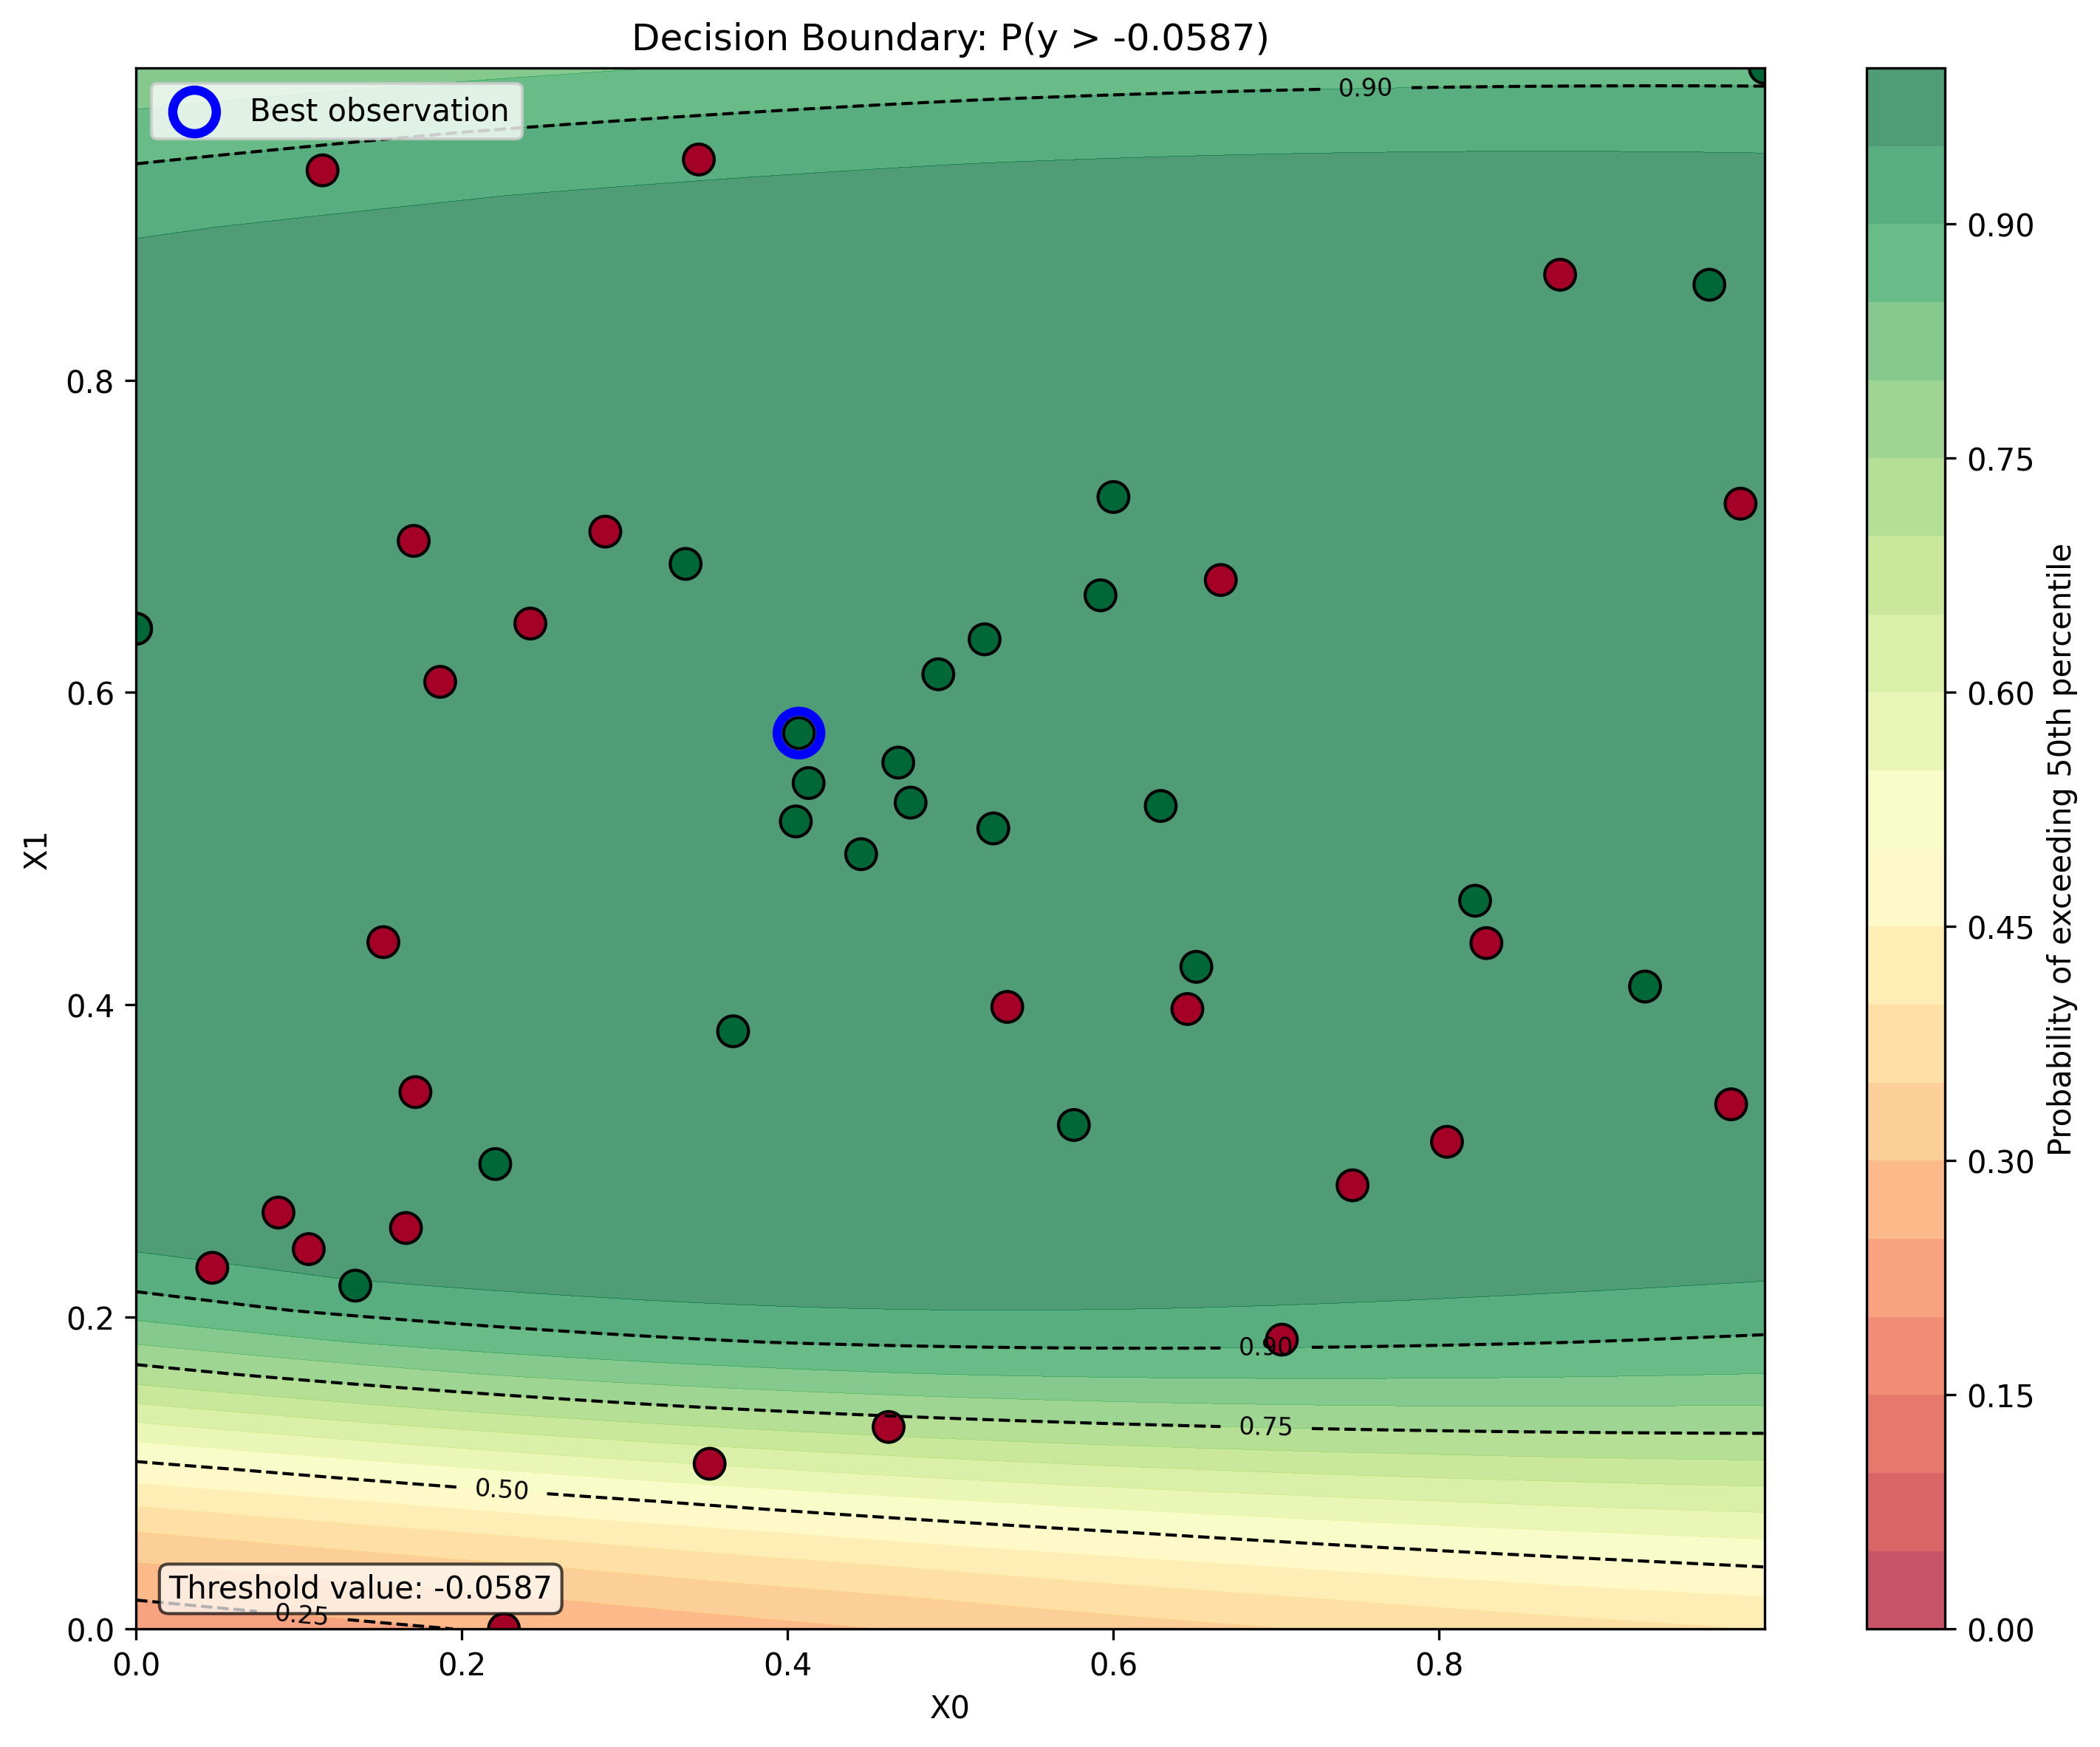 Decision Boundary: P(y > -0.0587)
Best observation
0.90
0.90
0.75
0.50
0.25
Threshold value: -0.0587
X1
0.8
0.6
0.4
0.2
0.0
0.0 0.2 0.4 0.6 0.8
X0
0.90
0.75
0.60
0.45
0.30
0.15
0.00
Probability of exceeding 50th percentile